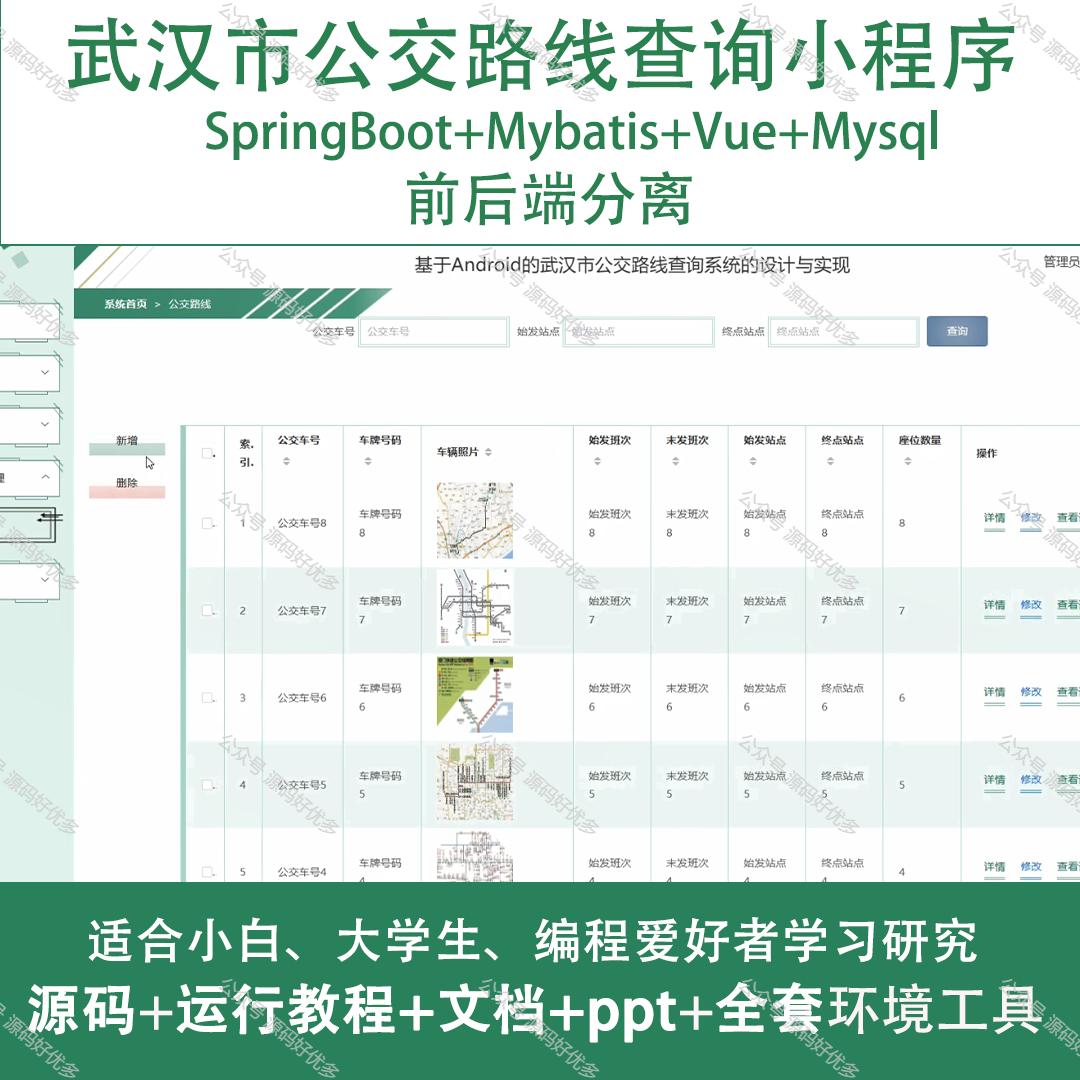 武汉市公交路线查询小程序
SpringBoot+Mybatis+Vue+Mysql
前后端分离
基于Android的武汉市公交路线查询系统的设计与实现
管理员
系统首页 > 公交路线
公交车号 公交车号 始发站点 始发站点 终点站点 终点站点 查询
新增
删除
索. 引. 公交车号 车牌号码 车辆照片 始发班次 末发班次 始发站点 终点站点 座位数量 操作
1 公交车号8 车牌号码8 始发班次8 末发班次8 始发站点8 终点站点8 8 详情 修改 查看
2 公交车号7 车牌号码7 始发班次7 末发班次7 始发站点7 终点站点7 7 详情 修改 查看
3 公交车号6 车牌号码6 始发班次6 末发班次6 始发站点6 终点站点6 6 详情 修改 查看
4 公交车号5 车牌号码5 始发班次5 末发班次5 始发站点5 终点站点5 5 详情 修改 查看
5 公交车号4 车牌号码4 始发班次4 末发班次4 始发站点4 终点站点4 4 详情 修改 查看
适合小白、大学生、编程爱好者学习研究
源码+运行教程+文档+ppt+全套环境工具
公众号 源码好优多